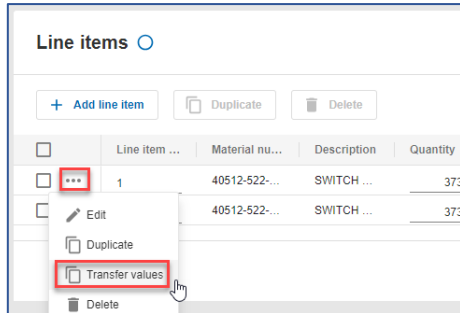 Line items
+ Add line item Duplicate Delete
Line item ... Material nu... Description Quantity
1 40512-522-... SWITCH ... 373
40512-522-... SWITCH ... 373
Edit
Duplicate
Transfer values
Delete